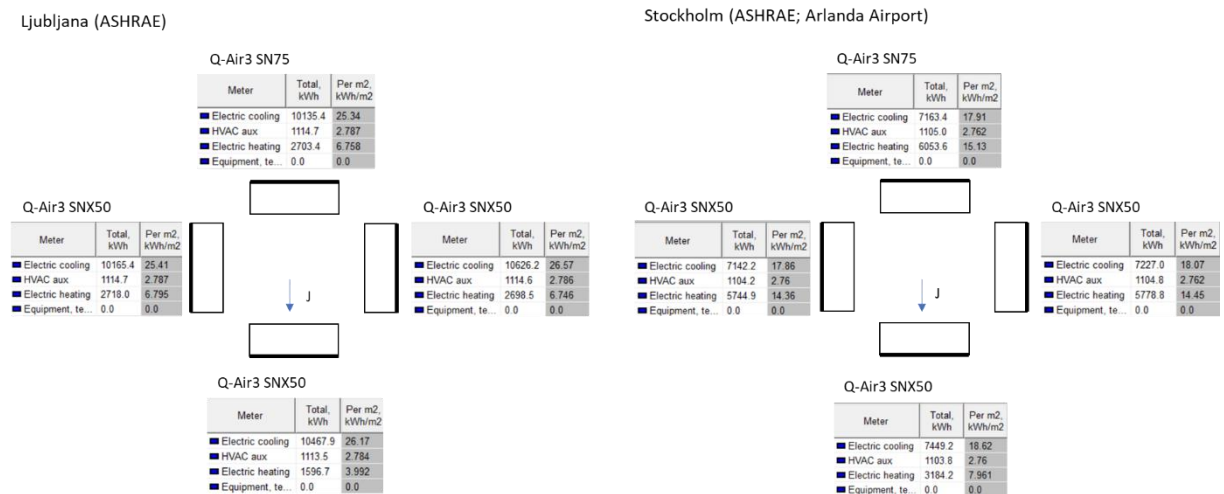 Ljubljana (ASHRAE)
Q-Air3 SN75
Meter Total, kWh Per m2, kWh/m2
Electric cooling 10135.4 25.34
HVAC aux 1114.7 2.787
Electric heating 2703.4 6.758
Equipment, te... 0.0 0.0
Q-Air3 SNX50
Meter Total, kWh Per m2, kWh/m2
Electric cooling 10165.4 25.41
HVAC aux 1114.7 2.787
Electric heating 2718.0 6.795
Equipment, te... 0.0 0.0
J
Q-Air3 SNX50
Meter Total, kWh Per m2, kWh/m2
Electric cooling 10626.2 26.57
HVAC aux 1114.6 2.786
Electric heating 2698.5 6.746
Equipment, te... 0.0 0.0
Q-Air3 SNX50
Meter Total, kWh Per m2, kWh/m2
Electric cooling 10467.9 26.17
HVAC aux 1113.5 2.784
Electric heating 1596.7 3.992
Equipment, te... 0.0 0.0
Stockholm (ASHRAE; Arlanda Airport)
Q-Air3 SN75
Meter Total, kWh Per m2, kWh/m2
Electric cooling 7163.4 17.91
HVAC aux 1105.0 2.762
Electric heating 6053.6 15.13
Equipment, te... 0.0 0.0
Q-Air3 SNX50
Meter Total, kWh Per m2, kWh/m2
Electric cooling 7142.2 17.86
HVAC aux 1104.2 2.76
Electric heating 5744.9 14.36
Equipment, te... 0.0 0.0
J
Q-Air3 SNX50
Meter Total, kWh Per m2, kWh/m2
Electric cooling 7227.0 18.07
HVAC aux 1104.8 2.762
Electric heating 5778.8 14.45
Equipment, te... 0.0 0.0
Q-Air3 SNX50
Meter Total, kWh Per m2, kWh/m2
Electric cooling 7449.2 18.62
HVAC aux 1103.8 2.76
Electric heating 3184.2 7.961
Equipment, te... 0.0 0.0